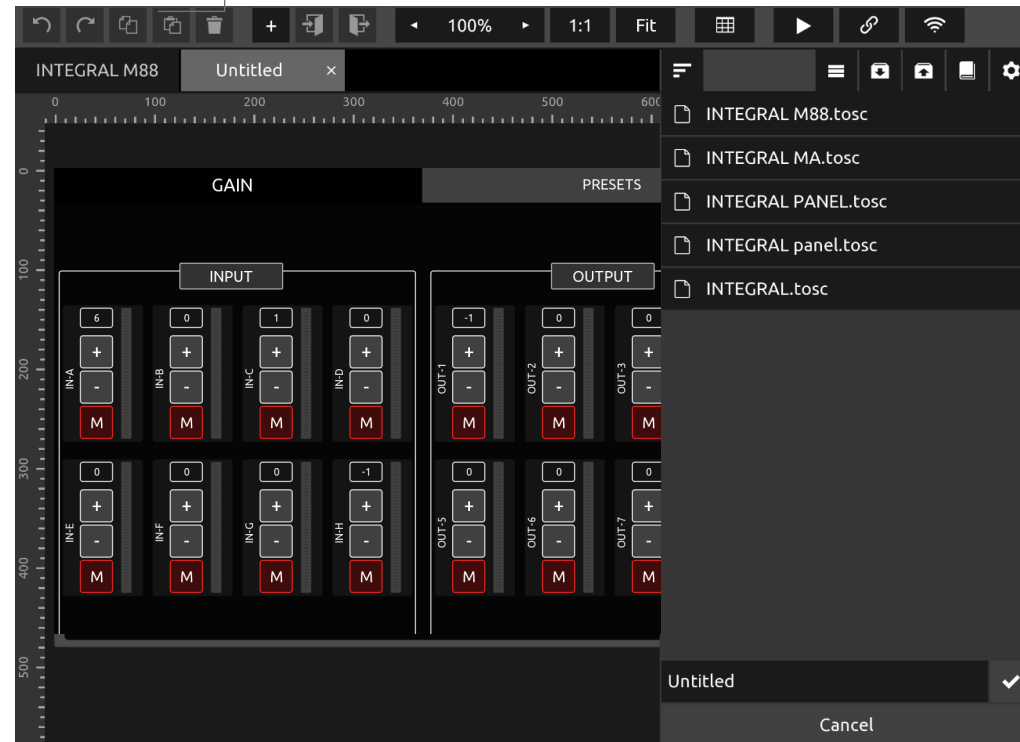 + 100% 1:1 Fit
INTEGRAL M88 Untitled ×
0 100 200 300 400 500 600
INTEGRAL M88.tosc
INTEGRAL MA.tosc
INTEGRAL PANEL.tosc
INTEGRAL panel.tosc
INTEGRAL.tosc
0
100
200
300
400
500
GAIN PRESETS
INPUT OUTPUT
6 0 1 0 -1 0 0
+ + + + + + +
IN-A IN-B IN-C IN-D OUT-1 OUT-2 OUT-3
- - - - - - -
M M M M M M M
0 0 0 -1 0 0 0
+ + + + + + +
IN-E IN-F IN-G IN-H OUT-5 OUT-6 OUT-7
- - - - - - -
M M M M M M M
Untitled
Cancel